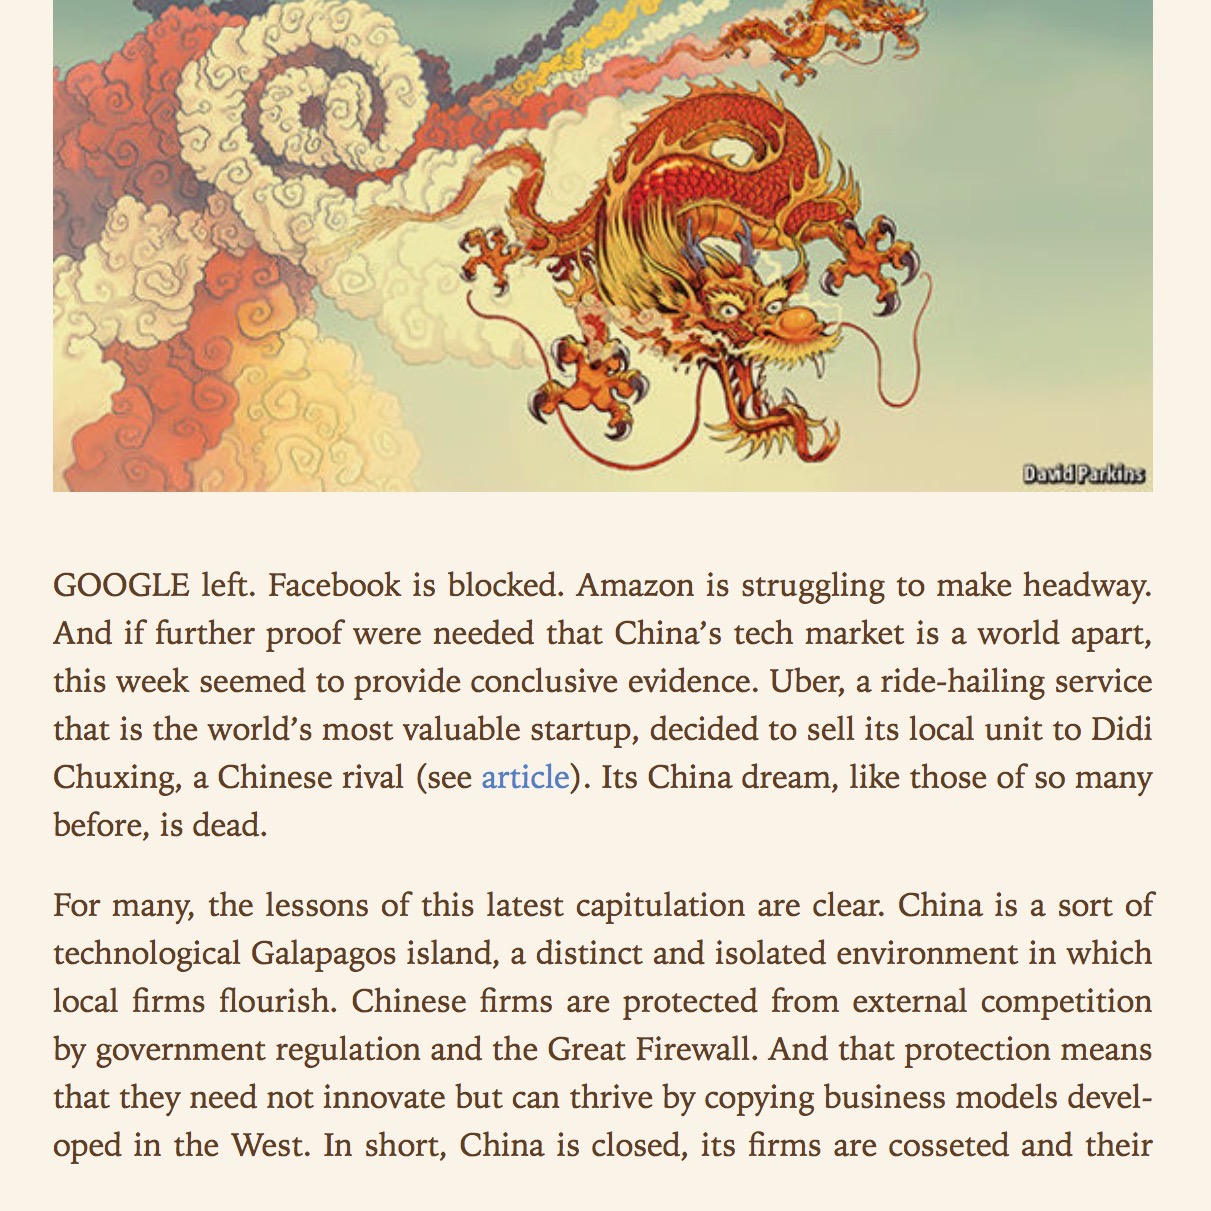 David Parkins
GOOGLE left. Facebook is blocked. Amazon is struggling to make headway.
And if further proof were needed that China’s tech market is a world apart,
this week seemed to provide conclusive evidence. Uber, a ride-hailing service
that is the world’s most valuable startup, decided to sell its local unit to Didi
Chuxing, a Chinese rival (see article). Its China dream, like those of so many
before, is dead.
For many, the lessons of this latest capitulation are clear. China is a sort of
technological Galapagos island, a distinct and isolated environment in which
local firms flourish. Chinese firms are protected from external competition
by government regulation and the Great Firewall. And that protection means
that they need not innovate but can thrive by copying business models devel-
oped in the West. In short, China is closed, its firms are cosseted and their